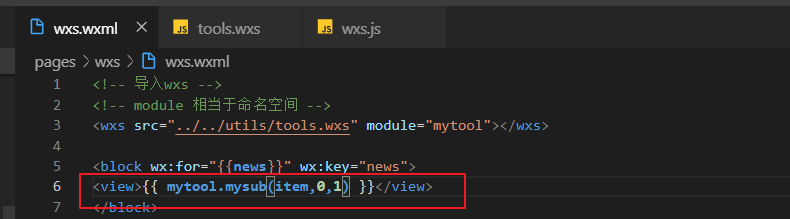 wxs.wxml × JS tools.wxs JS wxs.js
pages > wxs > wxs.wxml
1 <!-- 导入wxs -->
2 <!-- module 相当于命名空间 -->
3 <wxs src="../../utils/tools.wxs" module="mytool"></wxs>
4
5 <block wx:for="{{news}}" wx:key="news">
6 <view>{{ mytool.mysub(item,0,1) }}</view>
7 </block>